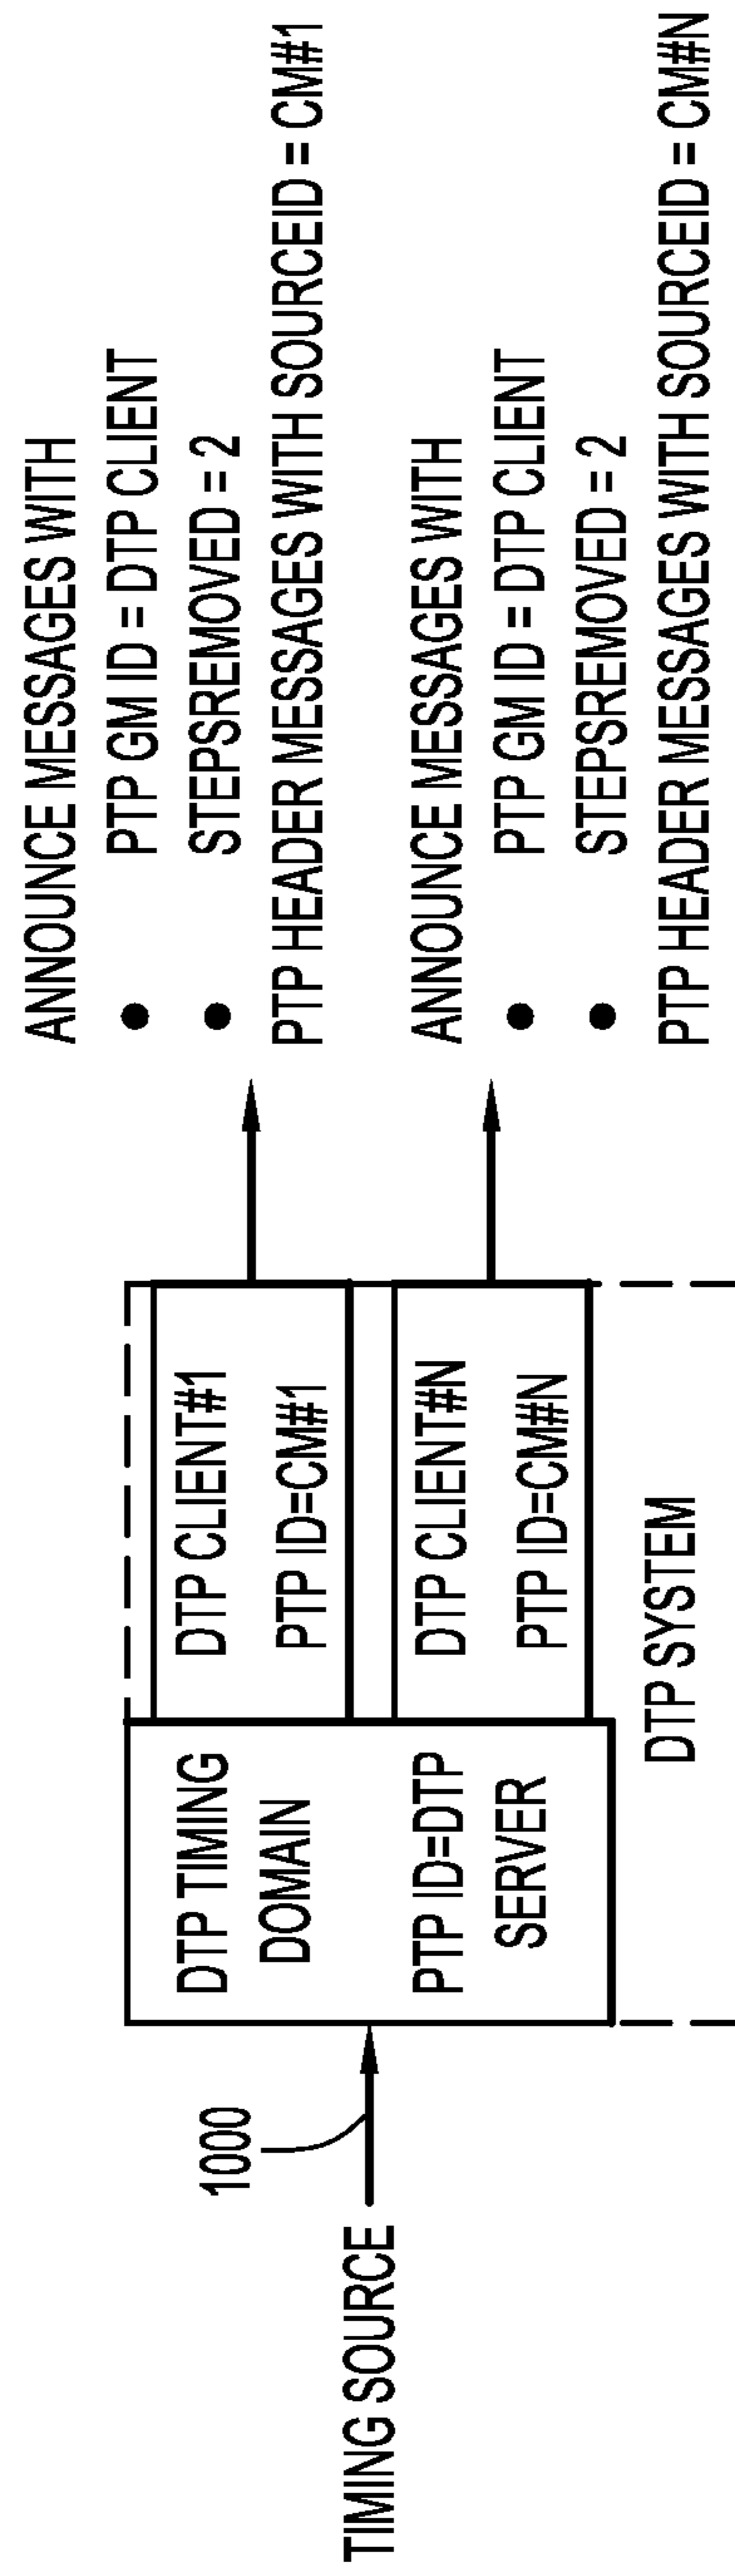 TIMING SOURCE
1000
DTP TIMING
DOMAIN
PTP ID=DTP
SERVER
DTP CLIENT#1
PTP ID=CM#1
DTP CLIENT#N
PTP ID=CM#N
DTP SYSTEM
ANNOUNCE MESSAGES WITH
● PTP GM ID = DTP CLIENT
● STEPSREMOVED = 2
PTP HEADER MESSAGES WITH SOURCEID = CM#1
ANNOUNCE MESSAGES WITH
● PTP GM ID = DTP CLIENT
● STEPSREMOVED = 2
PTP HEADER MESSAGES WITH SOURCEID = CM#N